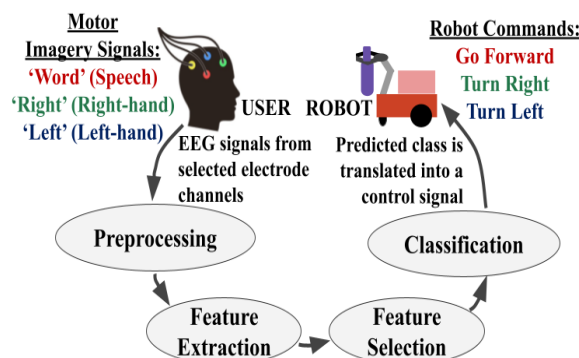 Motor
Imagery Signals:
'Word' (Speech)
'Right' (Right-hand)
'Left' (Left-hand)
USER
ROBOT
Robot Commands:
Go Forward
Turn Right
Turn Left
EEG signals from
selected electrode
channels
Predicted class is
translated into a
control signal
Preprocessing
Feature
Extraction
Feature
Selection
Classification